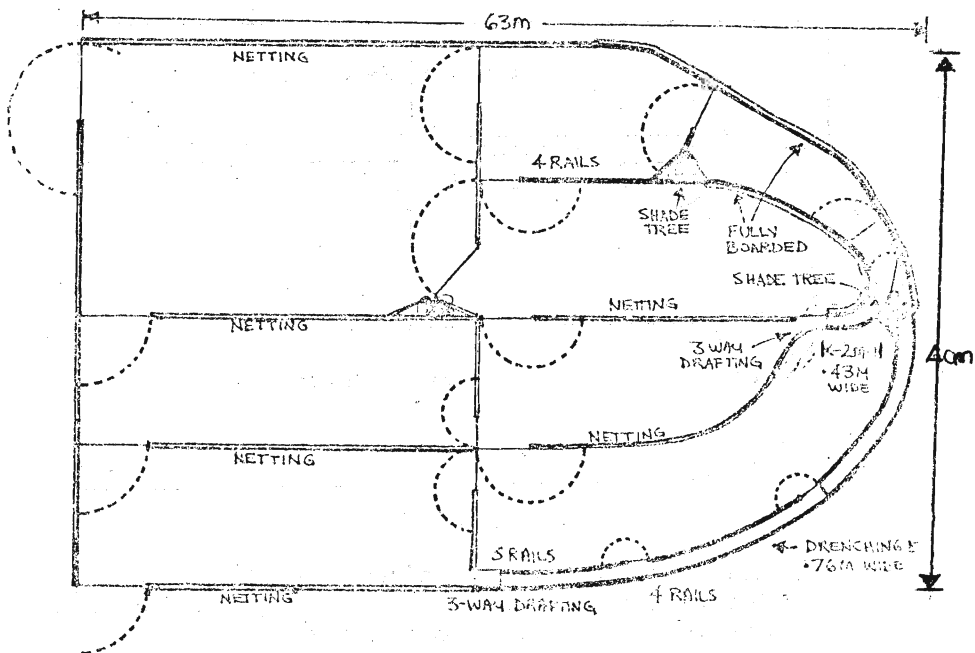 63m
NETTING
4 RAILS
SHADE
TREE
FULLY
BOARDED
SHADE TREE
NETTING
NETTING
3 WAY
DRAFTING
·43M
WIDE
4cm
NETTING
NETTING
5 RAILS
DRENCHING
·76M WIDE
NETTING
3-WAY DRAFTING
4 RAILS